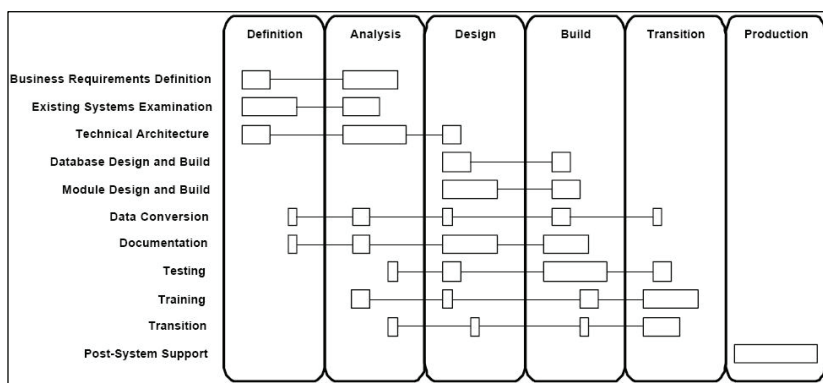 Definition Analysis Design Build Transition Production
Business Requirements Definition
Existing Systems Examination
Technical Architecture
Database Design and Build
Module Design and Build
Data Conversion
Documentation
Testing
Training
Transition
Post-System Support